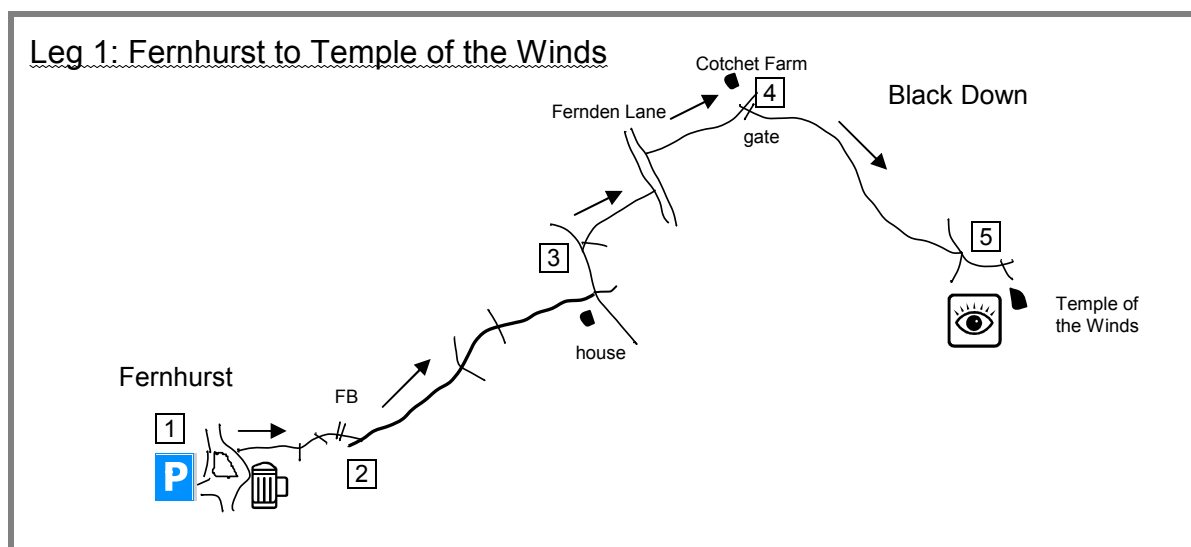 Leg 1: Fernhurst to Temple of the Winds
Cotchet Farm
4
Black Down
Fernden Lane
gate
3
5
Temple of
the Winds
house
Fernhurst
FB
1
P
2